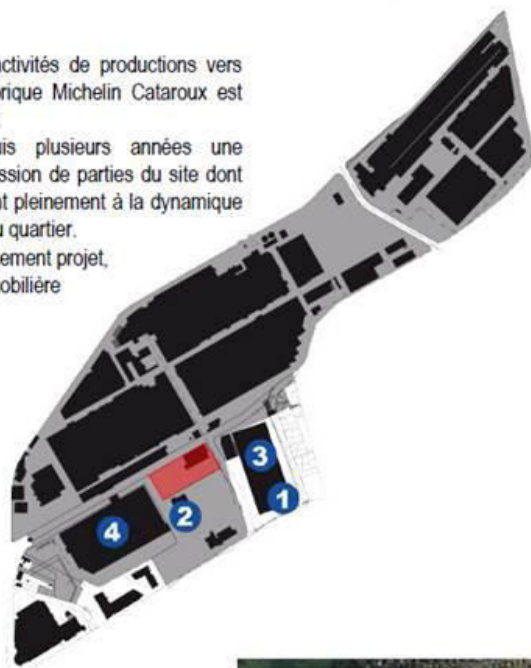 ctivités de productions vers
rique Michelin Cataroux est
is plusieurs années une
ssion de parties du site dont
nt pleinement à la dynamique
u quartier.
ement projet,
obilière
3
1
2
4